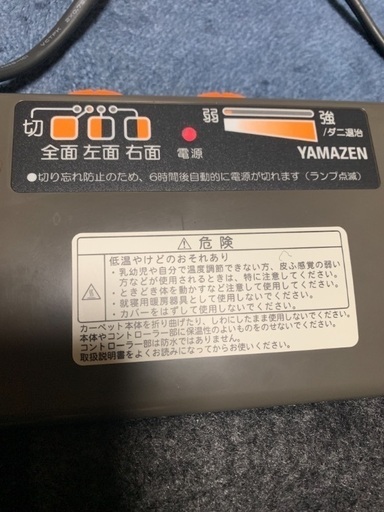 切 全面 左面 右面
電源
弱 強
/ダニ退治
YAMAZEN
●切り忘れ防止のため、6時間後自動的に電源が切れます(ランプ点滅)
⚠危険
低温やけどのおそれあり
・乳幼児や自分で温度調節できない方、皮ふ感覚の弱い
方などが使用されるときは、特に注意してください。
・ときどき体を動かすなど注意して使用してください。
・就寝用暖房器具として使用しないでください。
・カバーをはずして使用しないでください。
カーペット本体を折り曲げたり、しわにしたまま使用しないでください。
本体やコントローラー部に保温性のよいものをのせないでください。
コントローラー部は防水ではありません。
取扱説明書をよくお読みになってからお使いください。